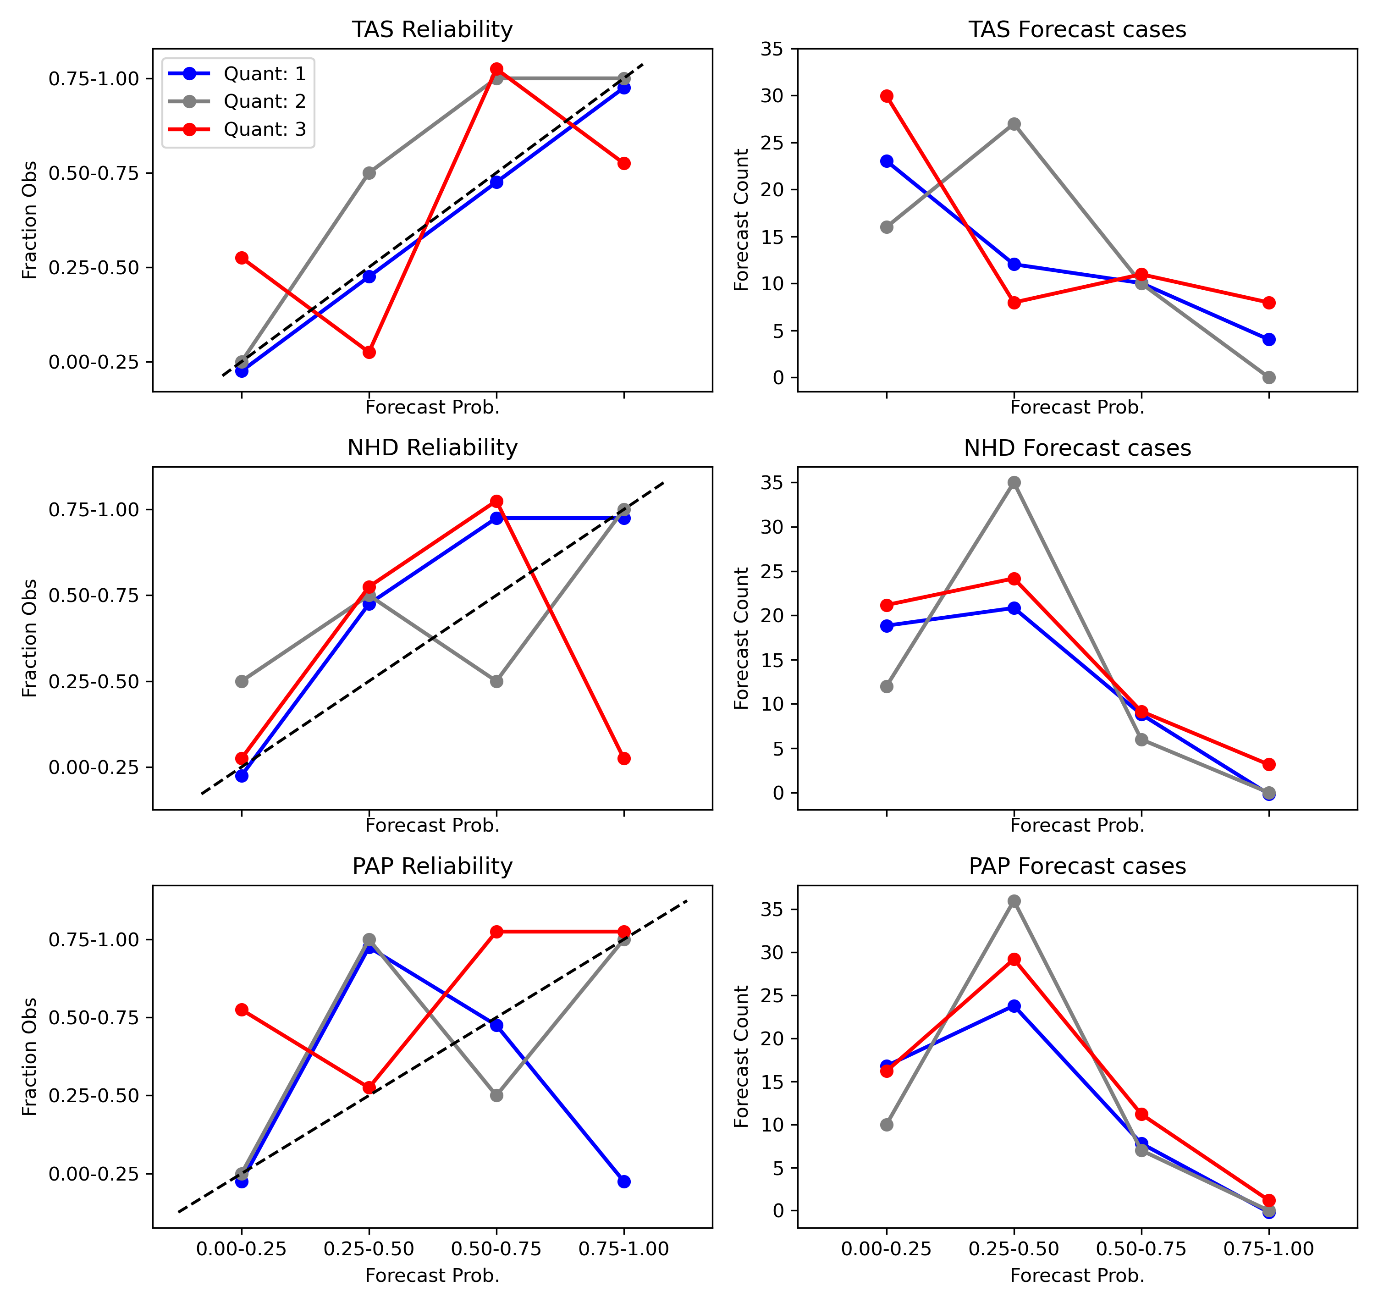 TAS Reliability
TAS Forecast cases
Quant: 1
Quant: 2
Quant: 3
0.75-1.00
0.50-0.75
0.25-0.50
0.00-0.25
Fraction Obs
Forecast Prob.
35
30
25
20
15
10
5
0
Forecast Count
Forecast Prob.
NHD Reliability
NHD Forecast cases
0.75-1.00
0.50-0.75
0.25-0.50
0.00-0.25
Fraction Obs
Forecast Prob.
35
30
25
20
15
10
5
0
Forecast Count
Forecast Prob.
PAP Reliability
PAP Forecast cases
0.75-1.00
0.50-0.75
0.25-0.50
0.00-0.25
Fraction Obs
0.00-0.25 0.25-0.50 0.50-0.75 0.75-1.00
Forecast Prob.
35
30
25
20
15
10
5
0
Forecast Count
0.00-0.25 0.25-0.50 0.50-0.75 0.75-1.00
Forecast Prob.